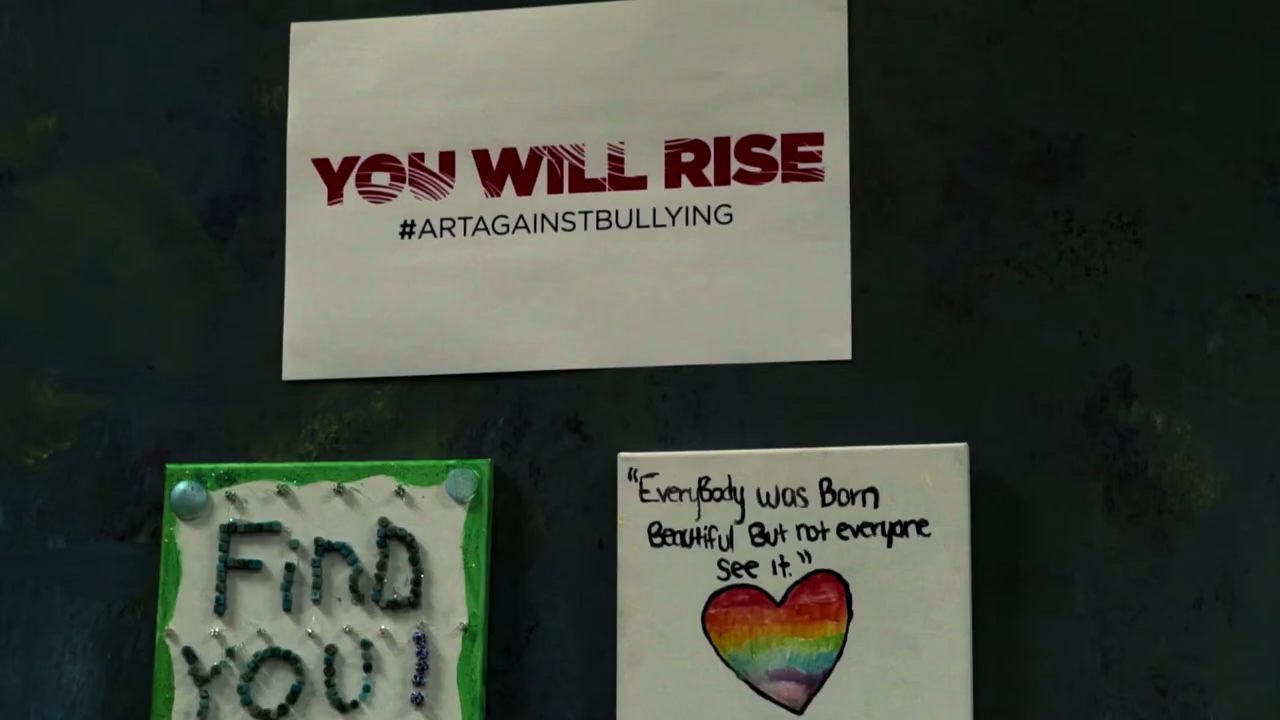 YOU WILL RISE
#ARTAGAINSTBULLYING
FiND
YOU!
"EveryBody was Born
Beautiful But not everyone
see it."